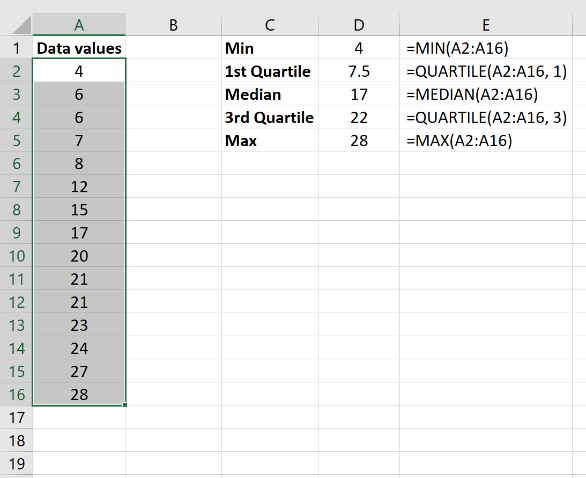 A B C D E
1 Data values Min 4 =MIN(A2:A16)
2 4 1st Quartile 7.5 =QUARTILE(A2:A16, 1)
3 6 Median 17 =MEDIAN(A2:A16)
4 6 3rd Quartile 22 =QUARTILE(A2:A16, 3)
5 7 Max 28 =MAX(A2:A16)
6 8
7 12
8 15
9 17
10 20
11 21
12 21
13 23
14 24
15 27
16 28
17
18
19